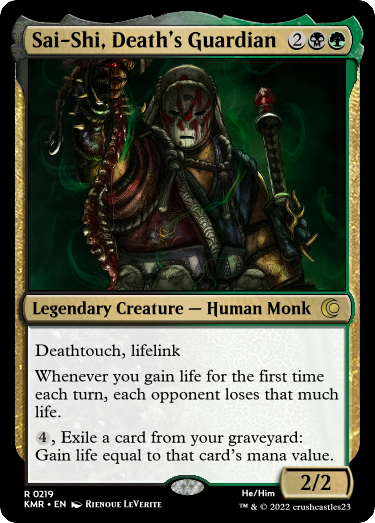 Sai-Shi, Death's Guardian 2
Legendary Creature — Human Monk
Deathtouch, lifelink
Whenever you gain life for the first time
each turn, each opponent loses that much
life.
4, Exile a card from your graveyard:
Gain life equal to that card's mana value.
2/2
R 0219
KMR • EN Rienoue LeVerite
He/Him
™ & © 2022 crushcastles23